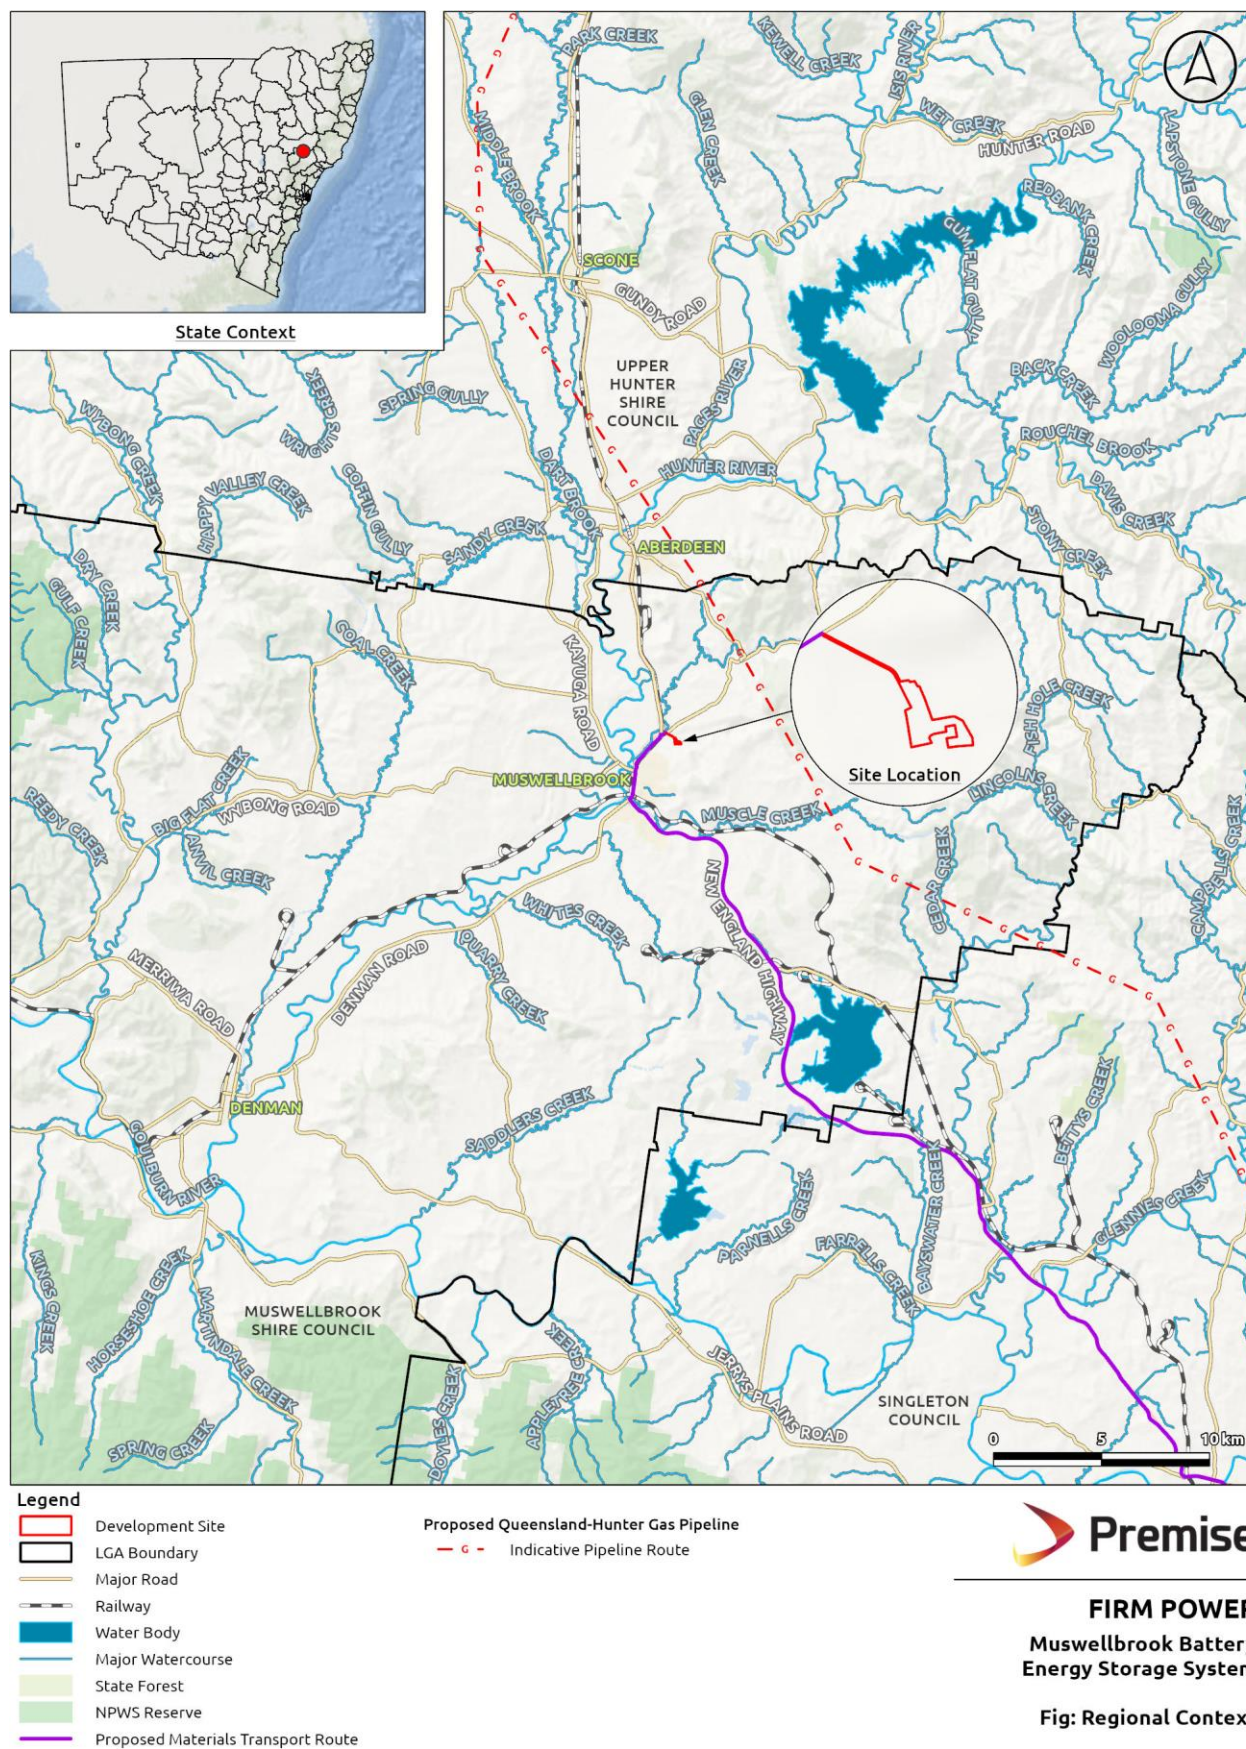 State Context
PARK CREEK
KEWELL CREEK
ISIS RIVER
WET CREEK
HUNTER ROAD
LAPSTONE GULLY
GLEN CREEK
MIDDLE BROOK
REDBANK CREEK
GUM FLAT GULLY
WOOLOOMA GULLY
SCONE
GUNDY ROAD
UPPER
HUNTER
SHIRE
COUNCIL
PAGES RIVER
BACK CREEK
ROUCHEL BROOK
WYBONG CREEK
WRIGHTS CREEK
SPRING GULLY
HAPPY VALLEY CREEK
COFFIN GULLY
SANDY CREEK
DART BROOK
HUNTER RIVER
DAVIS CREEK
STONY CREEK
ABERDEEN
DRY CREEK
GULF CREEK
COAL CREEK
KAYUGA ROAD
FISH HOLE CREEK
Site Location
LINCOLNS CREEK
MUSWELLBROOK
MUSCLE CREEK
REEDY CREEK
BIG FLAT CREEK
WYBONG ROAD
ANVIL CREEK
CEDAR CREEK
CAMPBELLS CREEK
WHITES CREEK
NEW ENGLAND HIGHWAY
QUARRY CREEK
DENMAN ROAD
MERRIWA ROAD
DENMAN
SADDLERS CREEK
BETTYS CREEK
GOULBURN RIVER
PARNELLS CREEK
FARRELLS CREEK
BAYSWATER CREEK
GLENNIES CREEK
KINGS CREEK
HORSESHOE CREEK
MARTINDALE CREEK
MUSWELLBROOK
SHIRE COUNCIL
APPLETREE CREEK
DOYLES CREEK
SPRING CREEK
JERRYS PLAINS ROAD
SINGLETON
COUNCIL
0 5 10 km
Legend
Development Site
LGA Boundary
Major Road
Railway
Water Body
Major Watercourse
State Forest
NPWS Reserve
Proposed Materials Transport Route
Proposed Queensland-Hunter Gas Pipeline
G Indicative Pipeline Route
Premise
FIRM POWER
Muswellbrook Batter
Energy Storage System
Fig: Regional Contex